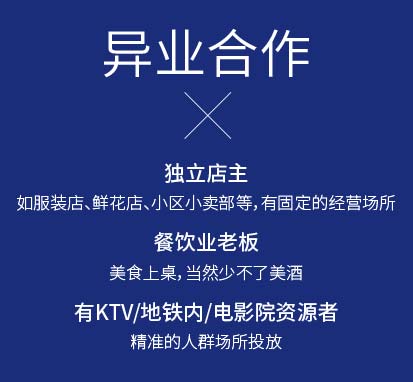 异业合作
独立店主
如服装店、鲜花店、小区小卖部等，有固定的经营场所
餐饮业老板
美食上桌，当然少不了美酒
有KTV/地铁内/电影院资源者
精准的人群场所投放